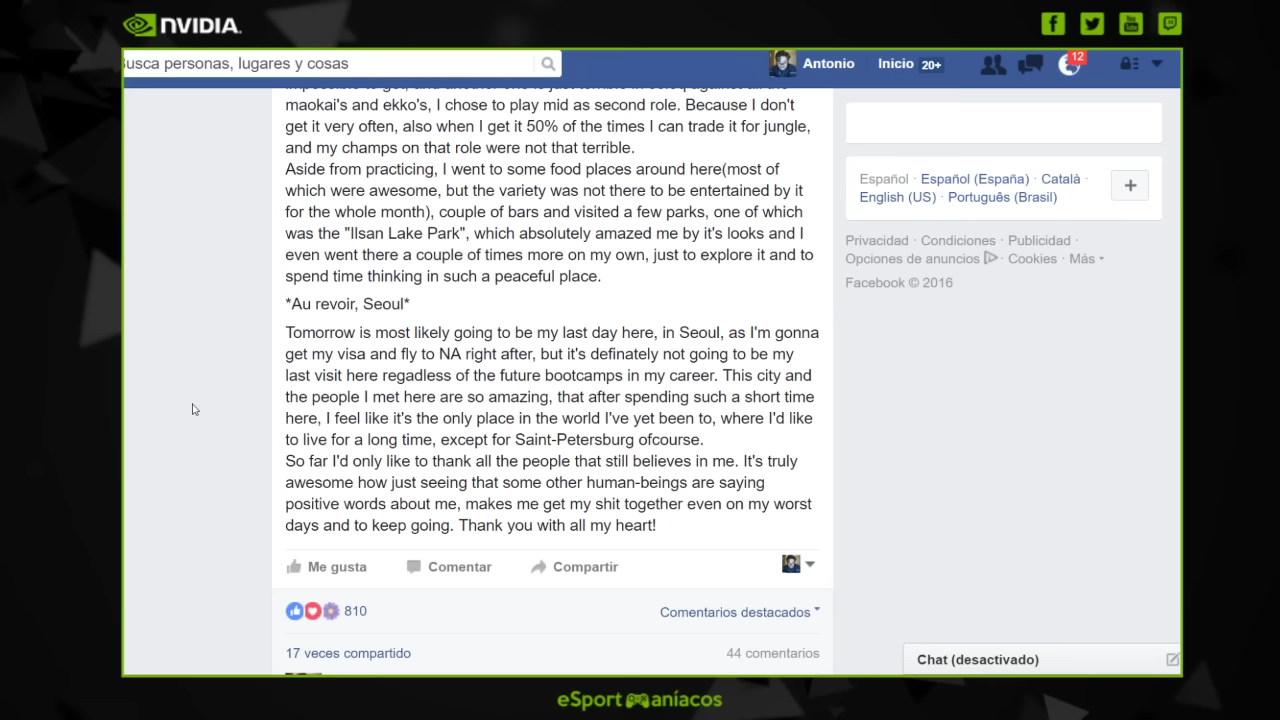 NVIDIA.
Busca personas, lugares y cosas
Antonio
Inicio 20+
12
impossible to get, and another one is just terrible in soloq against all the
maokai's and ekko's, I chose to play mid as second role. Because I don't
get it very often, also when I get it 50% of the times I can trade it for jungle,
and my champs on that role were not that terrible.
Aside from practicing, I went to some food places around here(most of
which were awesome, but the variety was not there to be entertained by it
for the whole month), couple of bars and visited a few parks, one of which
was the "Ilsan Lake Park", which absolutely amazed me by it's looks and I
even went there a couple of times more on my own, just to explore it and to
spend time thinking in such a peaceful place.
*Au revoir, Seoul*
Tomorrow is most likely going to be my last day here, in Seoul, as I'm gonna
get my visa and fly to NA right after, but it's definately not going to be my
last visit here regadless of the future bootcamps in my career. This city and
the people I met here are so amazing, that after spending such a short time
here, I feel like it's the only place in the world I've yet been to, where I'd like
to live for a long time, except for Saint-Petersburg ofcourse.
So far I'd only like to thank all the people that still believes in me. It's truly
awesome how just seeing that some other human-beings are saying
positive words about me, makes me get my shit together even on my worst
days and to keep going. Thank you with all my heart!
Me gusta
Comentar
Compartir
810
Comentarios destacados
17 veces compartido
44 comentarios
Español · Español (España) · Català ·
English (US) · Português (Brasil)
Privacidad · Condiciones · Publicidad ·
Opciones de anuncios · Cookies · Más
Facebook © 2016
Chat (desactivado)
eSportmaníacos